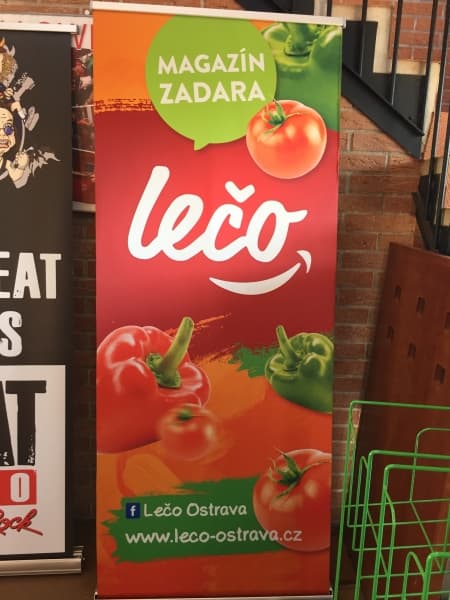 MAGAZÍN
ZADARA
lečo
f Lečo Ostrava
www.leco-ostrava.cz
EAT
S
AT
O
Rock